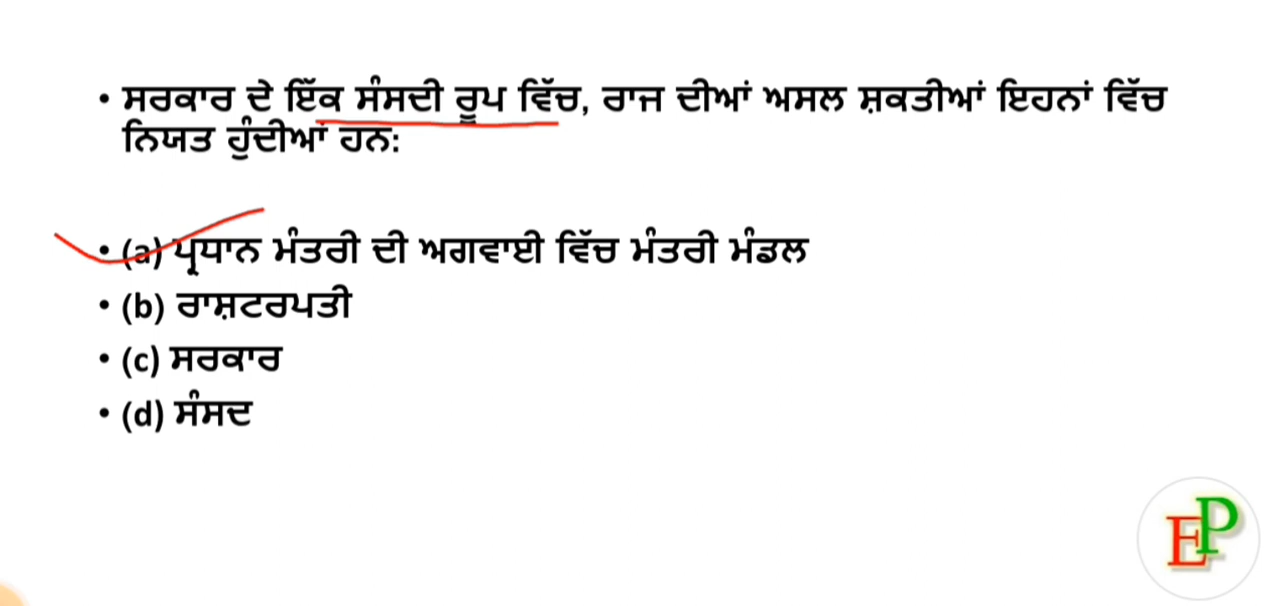 • ਸਰਕਾਰ ਦੇ ਇੱਕ ਸੰਸਦੀ ਰੂਪ ਵਿੱਚ, ਰਾਜ ਦੀਆਂ ਅਸਲ ਸ਼ਕਤੀਆਂ ਇਹਨਾਂ ਵਿੱਚ
ਨਿਯਤ ਹੁੰਦੀਆਂ ਹਨ:
• (a) ਪ੍ਰਧਾਨ ਮੰਤਰੀ ਦੀ ਅਗਵਾਈ ਵਿੱਚ ਮੰਤਰੀ ਮੰਡਲ
• (b) ਰਾਸ਼ਟਰਪਤੀ
• (c) ਸਰਕਾਰ
• (d) ਸੰਸਦ
EP